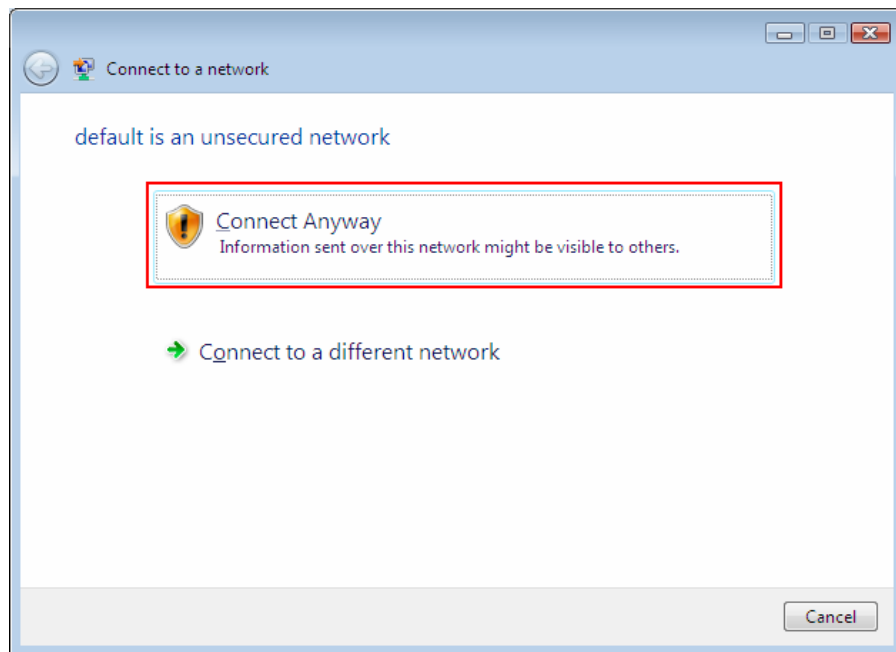 Connect to a network
default is an unsecured network
Connect Anyway
Information sent over this network might be visible to others.
Connect to a different network
Cancel